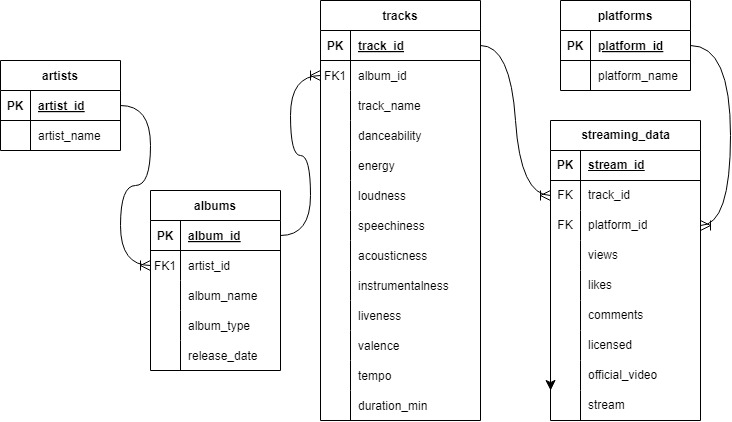 artists
PK artist_id
artist_name
albums
PK album_id
FK1 artist_id
album_name
album_type
release_date
tracks
PK track_id
FK1 album_id
track_name
danceability
energy
loudness
speechiness
acousticness
instrumentalness
liveness
valence
tempo
duration_min
platforms
PK platform_id
platform_name
streaming_data
PK stream_id
FK track_id
FK platform_id
views
likes
comments
licensed
official_video
stream